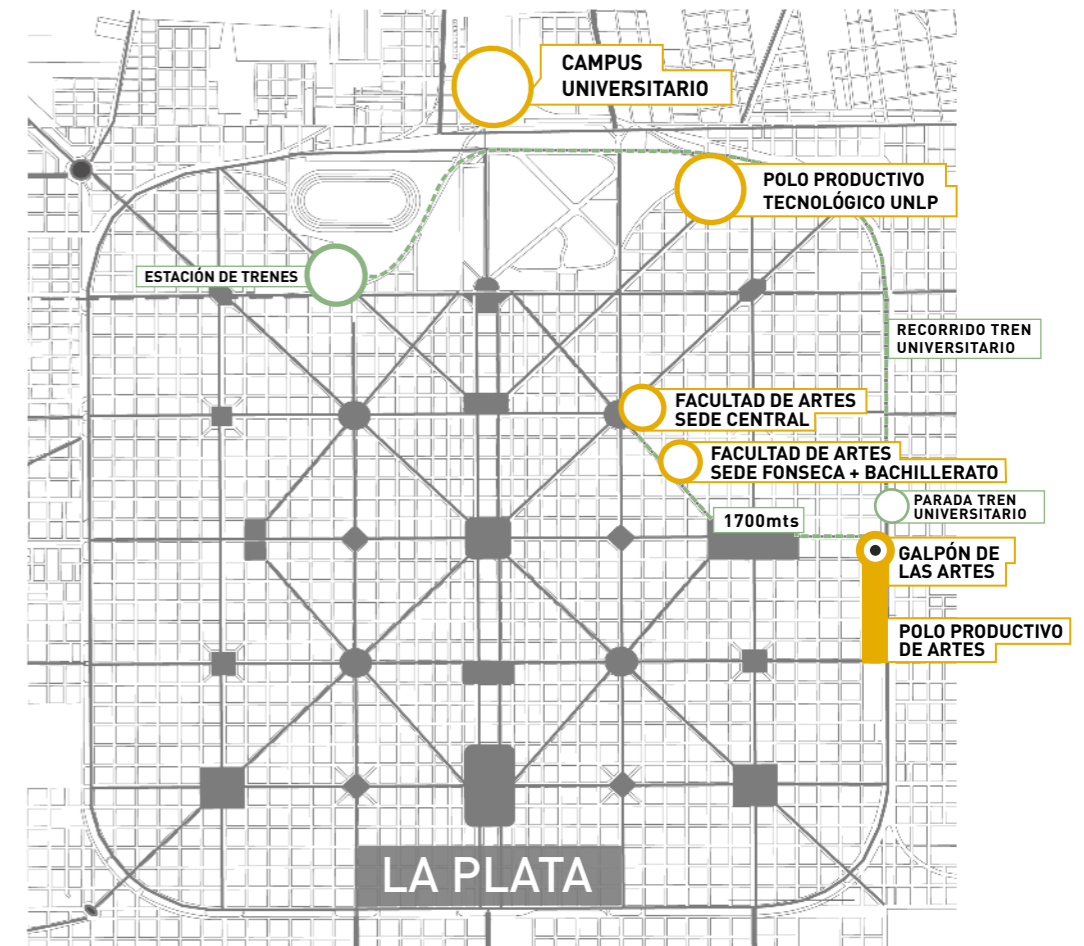 CAMPUS
UNIVERSITARIO
POLO PRODUCTIVO
TECNOLÓGICO UNLP
ESTACIÓN DE TRENES
RECORRIDO TREN
UNIVERSITARIO
FACULTAD DE ARTES
SEDE CENTRAL
FACULTAD DE ARTES
SEDE FONSECA + BACHILLERATO
PARADA TREN
UNIVERSITARIO
1700mts
GALPÓN DE
LAS ARTES
POLO PRODUCTIVO
DE ARTES
LA PLATA